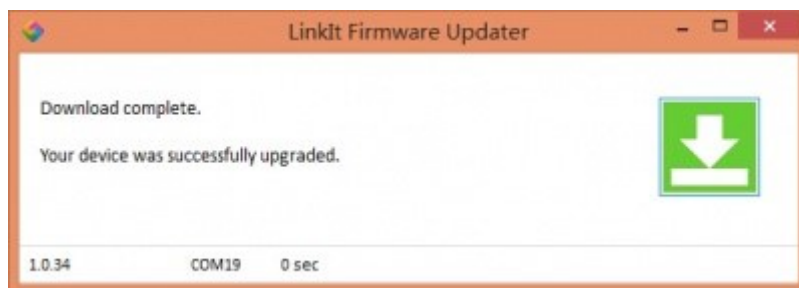 LinkIt Firmware Updater
Download complete.
Your device was successfully upgraded.
1.0.34 COM19 0 sec